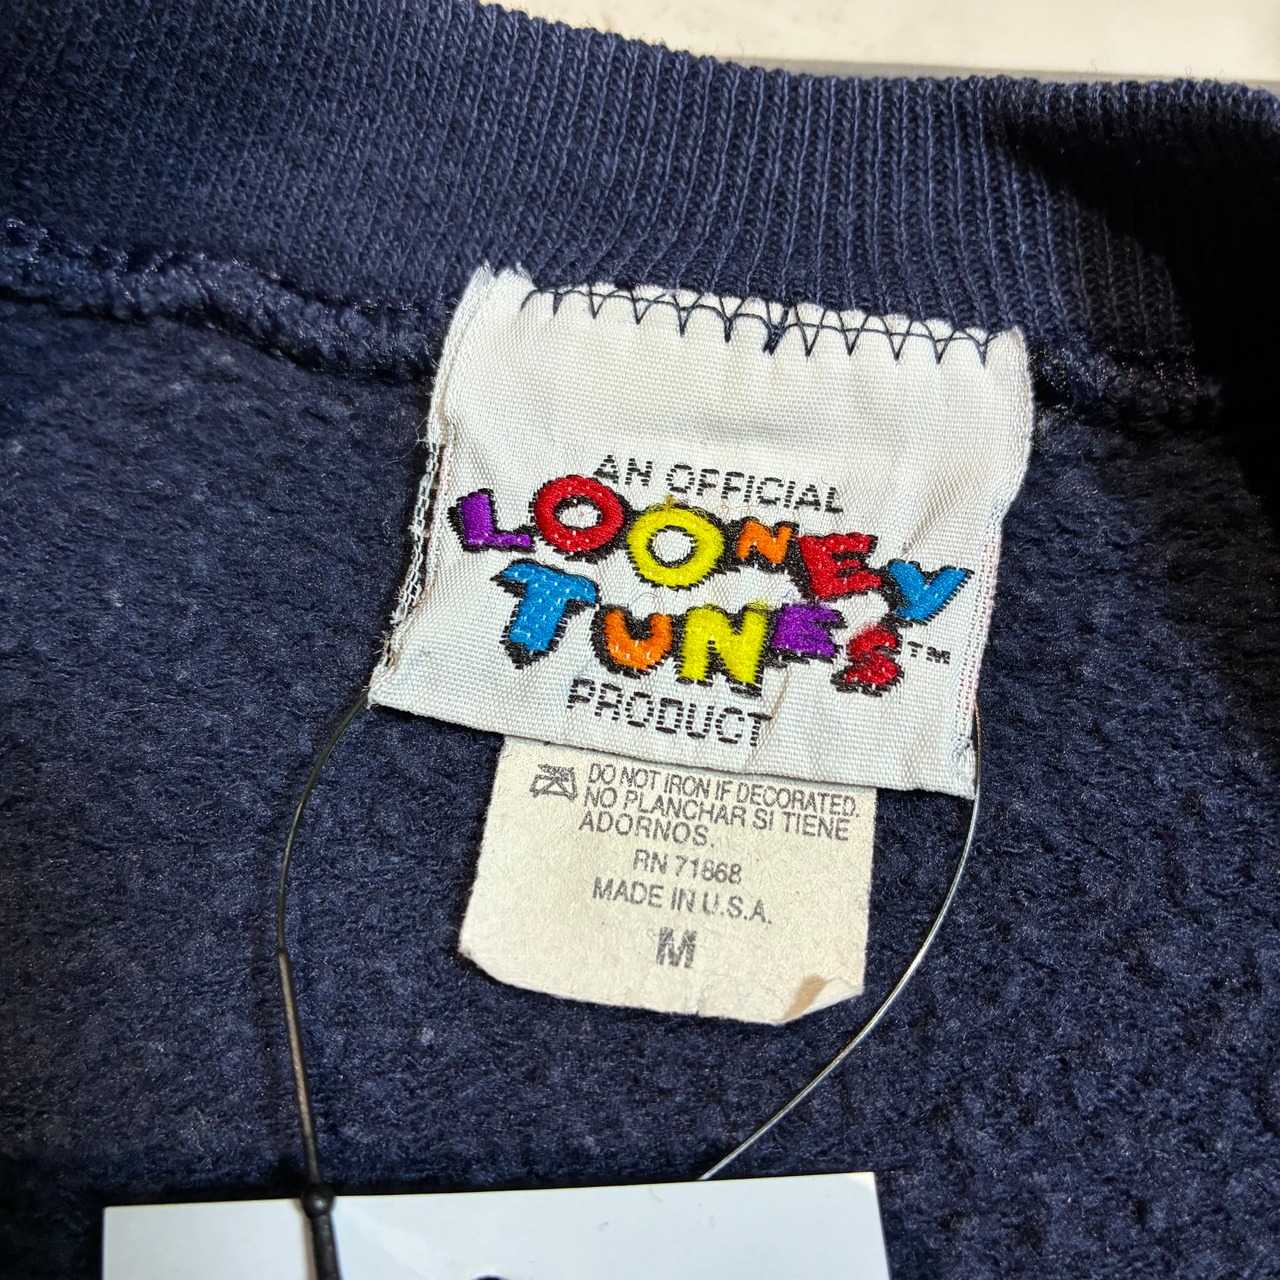 AN OFFICIAL
LOONEY
TUNES™
PRODUCT
DO NOT IRON IF DECORATED.
NO PLANCHAR SI TIENE
ADORNOS.
RN 71868
MADE IN U.S.A.
M